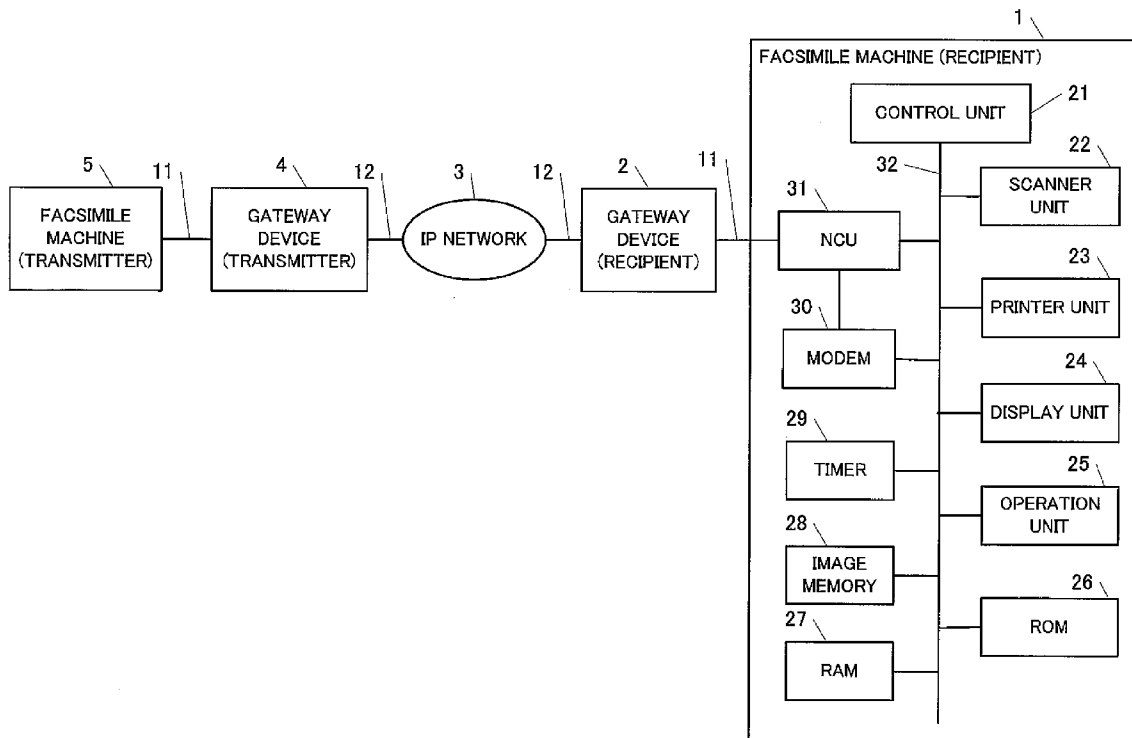 1
FACSIMILE MACHINE (RECIPIENT)
21
CONTROL UNIT
32
22
SCANNER
UNIT
5
11
4
12
3
12
2
11
31
FACSIMILE
MACHINE
(TRANSMITTER)
GATEWAY
DEVICE
(TRANSMITTER)
IP NETWORK
GATEWAY
DEVICE
(RECIPIENT)
NCU
23
PRINTER UNIT
30
MODEM
24
DISPLAY UNIT
29
TIMER
25
OPERATION
UNIT
28
IMAGE
MEMORY
26
ROM
27
RAM